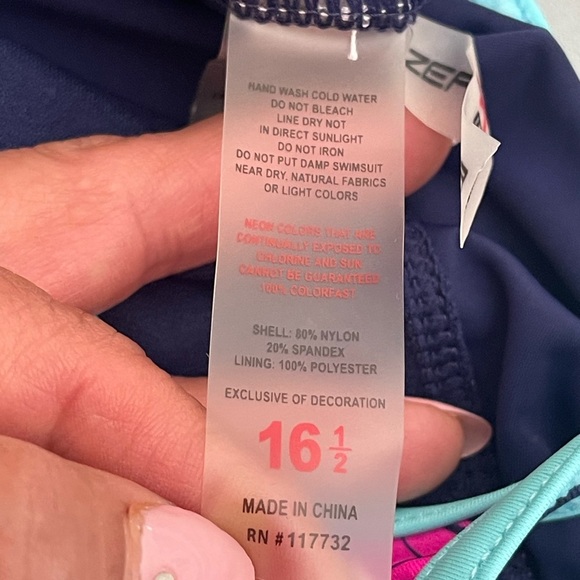 HAND WASH COLD WATER
DO NOT BLEACH
LINE DRY NOT
IN DIRECT SUNLIGHT
DO NOT IRON
DO NOT PUT DAMP SWIMSUIT
NEAR DRY, NATURAL FABRICS
OR LIGHT COLORS
NEON COLORS THAT ARE
CONTINUALLY EXPOSED TO
CHLORINE AND SUN
CANNOT BE GUARANTEED
100% COLORFAST
SHELL: 80% NYLON
20% SPANDEX
LINING: 100% POLYESTER
EXCLUSIVE OF DECORATION
16 1/2
MADE IN CHINA
RN #117732